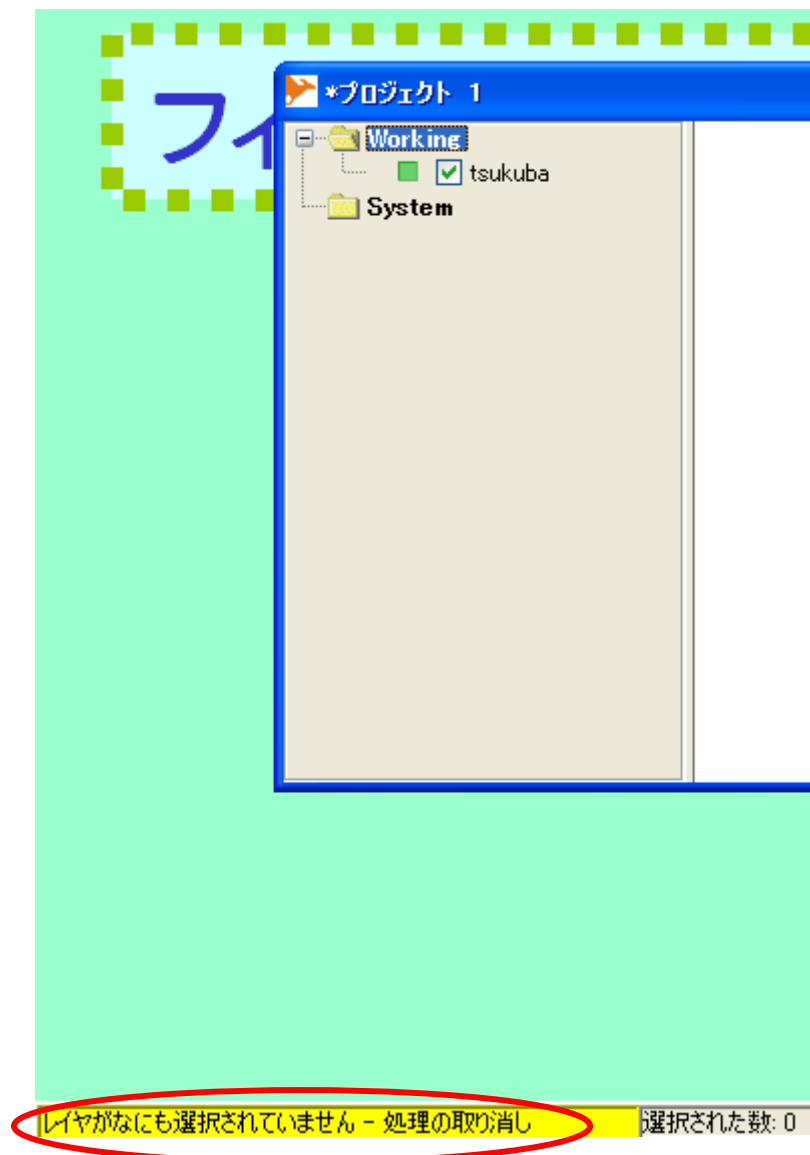 フィ
*プロジェクト 1
Working
tsukuba
System
レイヤがなにも選択されていません - 処理の取り消し
選択された数: 0